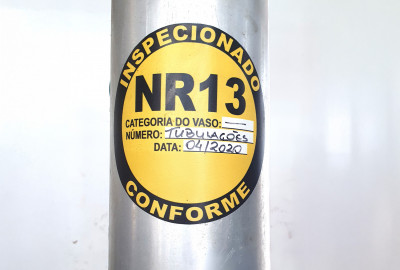 INSPECIONADO
NR13
CATEGORIA DO VASO: —
NÚMERO: TUBULAÇÕES
DATA: 04/2020
CONFORME